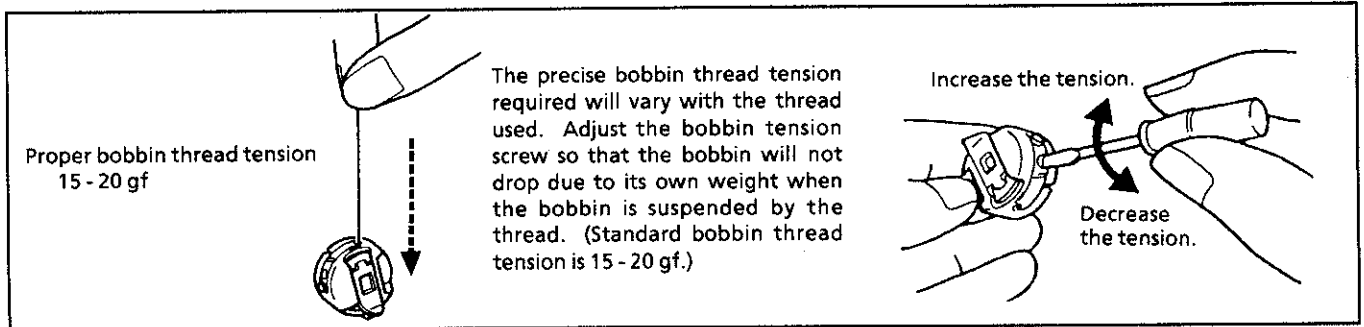 Proper bobbin thread tension
15 - 20 gf
The precise bobbin thread tension
required will vary with the thread
used. Adjust the bobbin tension
screw so that the bobbin will not
drop due to its own weight when
the bobbin is suspended by the
thread. (Standard bobbin thread
tension is 15 - 20 gf.)
Increase the tension.
Decrease
the tension.